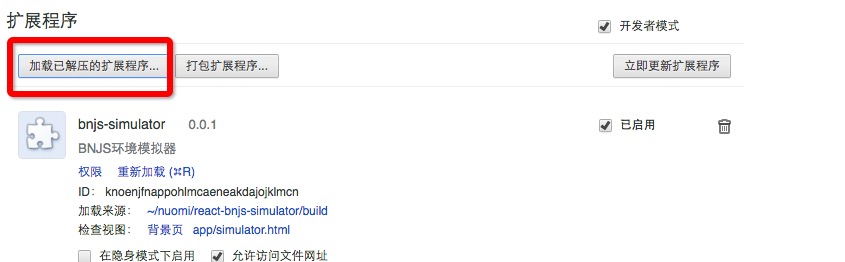 扩展程序
开发者模式
加载已解压的扩展程序... 打包扩展程序... 立即更新扩展程序
bnjs-simulator 0.0.1 已启用
BNJS环境模拟器
权限 重新加载 (⌘R)
ID： knoenjfnappohlmcaeneakdajojklmcn
加载来源： ~/nuomi/react-bnjs-simulator/build
检查视图： 背景页 app/simulator.html
在隐身模式下启用 允许访问文件网址